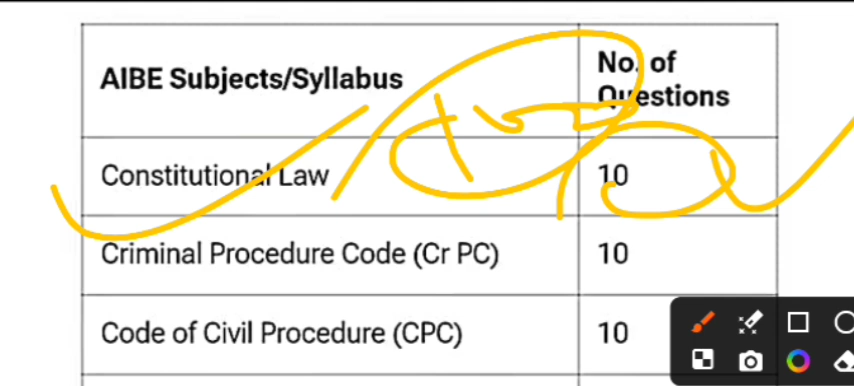 AIBE Subjects/Syllabus
No. of
Questions
Constitutional Law
10
Criminal Procedure Code (Cr PC)
10
Code of Civil Procedure (CPC)
10